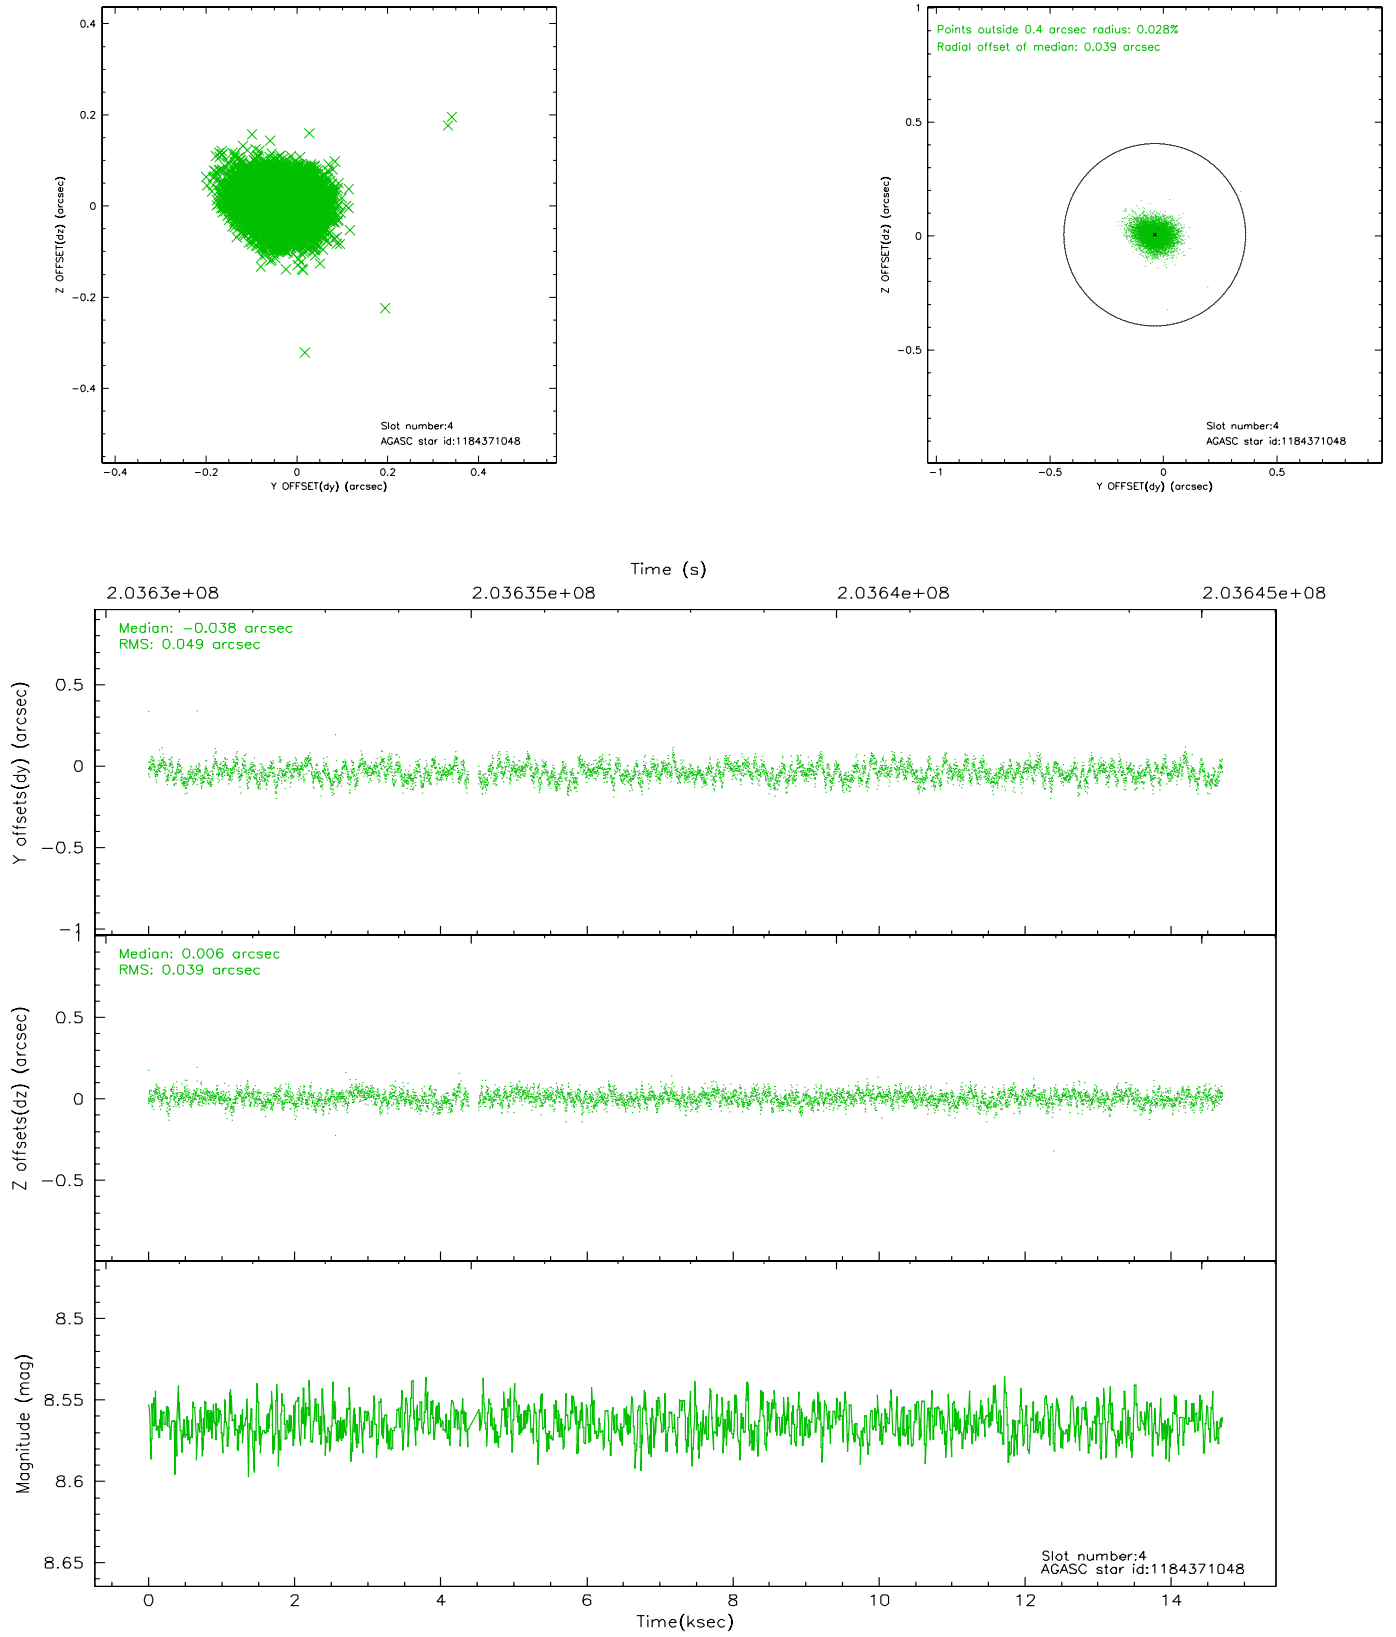 Points outside 0.4 arcsec radius: 0.028%
Radial offset of median: 0.039 arcsec
0.4
0.2
0
−0.2
−0.4
Z OFFSET(dz) (arcsec)
Slot number:4
AGASC star id:1184371048
−0.4
−0.2
0
0.2
0.4
Y OFFSET(dy) (arcsec)
1
0.5
0
−0.5
Z OFFSET(dz) (arcsec)
Slot number:4
AGASC star id:1184371048
−1
−0.5
0
0.5
Y OFFSET(dy) (arcsec)
Time (s)
2.0363e+08
2.03635e+08
2.0364e+08
2.03645e+08
Median: −0.038 arcsec
RMS: 0.049 arcsec
0.5
0
−0.5
−1
Y offsets(dy) (arcsec)
Median: 0.006 arcsec
RMS: 0.039 arcsec
1
0.5
0
−0.5
Z offsets(dz) (arcsec)
8.5
8.55
8.6
8.65
Magnitude (mag)
Slot number:4
AGASC star id:1184371048
0
2
4
6
8
10
12
14
Time(ksec)